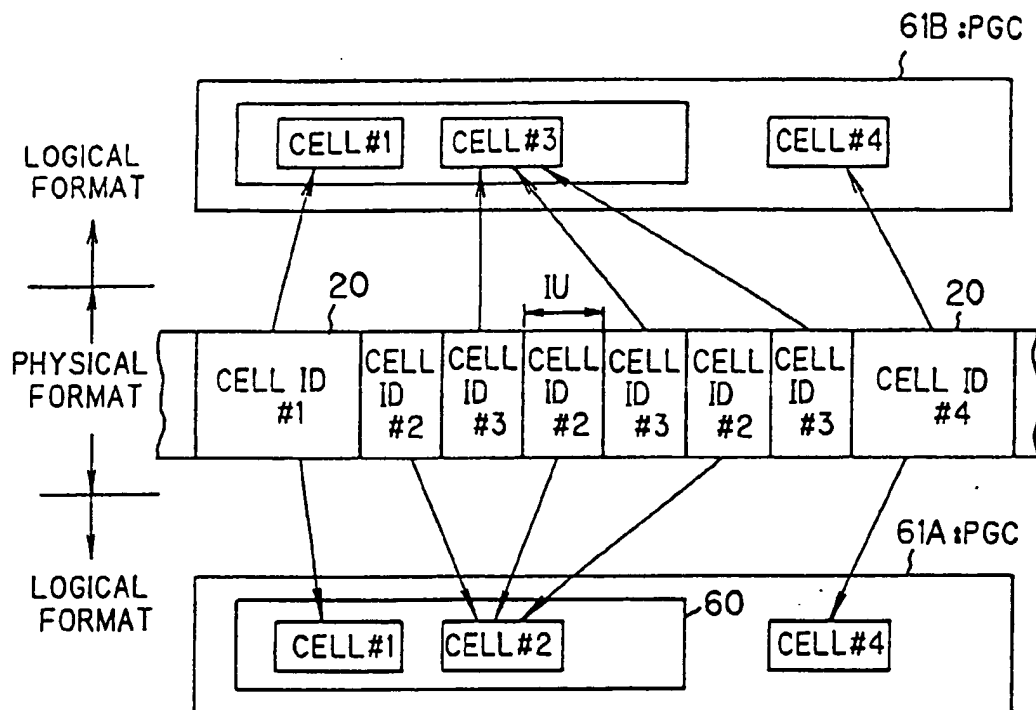 61B :PGC
CELL#1
CELL#3
CELL#4
LOGICAL
FORMAT
20
IU
20
PHYSICAL
FORMAT
CELL ID
#1
CELL
ID
#2
CELL
ID
#3
CELL
ID
#2
CELL
ID
#3
CELL
ID
#2
CELL
ID
#3
CELL ID
#4
61A :PGC
LOGICAL
FORMAT
60
CELL#1
CELL#2
CELL#4